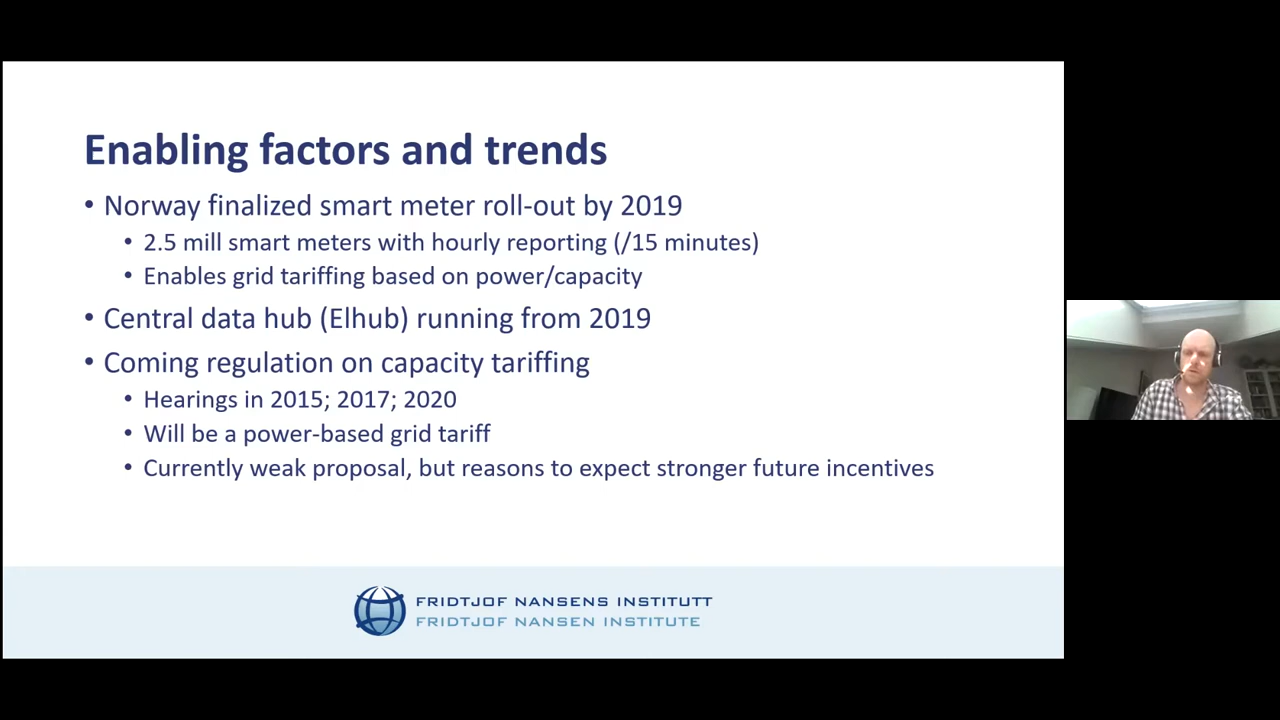 Enabling factors and trends
• Norway finalized smart meter roll-out by 2019
• 2.5 mill smart meters with hourly reporting (/15 minutes)
• Enables grid tariffing based on power/capacity
• Central data hub (Elhub) running from 2019
• Coming regulation on capacity tariffing
• Hearings in 2015; 2017; 2020
• Will be a power-based grid tariff
• Currently weak proposal, but reasons to expect stronger future incentives
FRIDTJOF NANSENS INSTITUTT
FRIDTJOF NANSEN INSTITUTE